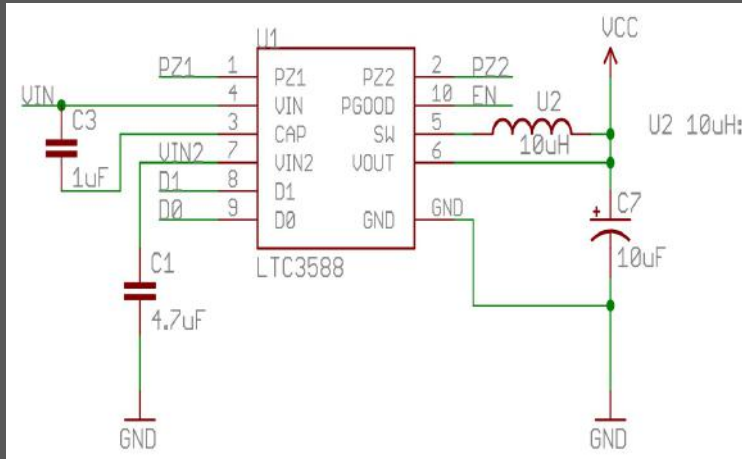 VCC
U1
PZ1 1 PZ1 PZ2 2 PZ2
VIN 4 VIN PGOOD 10 EN
C3 3 CAP SW 5 U2
1uF 10uH U2 10uH:
VIN2 7 VIN2 VOUT 6
D1 8 D1
D0 9 D0 GND GND
C7
+
10uF
LTC3588
C1
4.7uF
GND GND